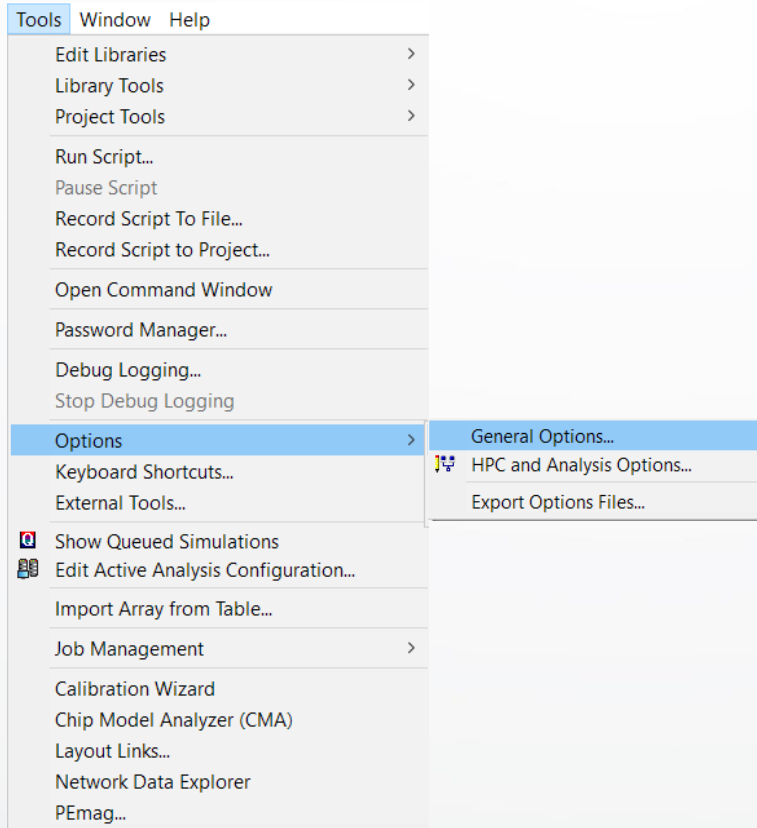 Tools Window Help
Edit Libraries
Library Tools
Project Tools
Run Script...
Pause Script
Record Script To File...
Record Script to Project...
Open Command Window
Password Manager...
Debug Logging...
Stop Debug Logging
Options
General Options...
HPC and Analysis Options...
Export Options Files...
Keyboard Shortcuts...
External Tools...
Show Queued Simulations
Edit Active Analysis Configuration...
Import Array from Table...
Job Management
Calibration Wizard
Chip Model Analyzer (CMA)
Layout Links...
Network Data Explorer
PEmag...